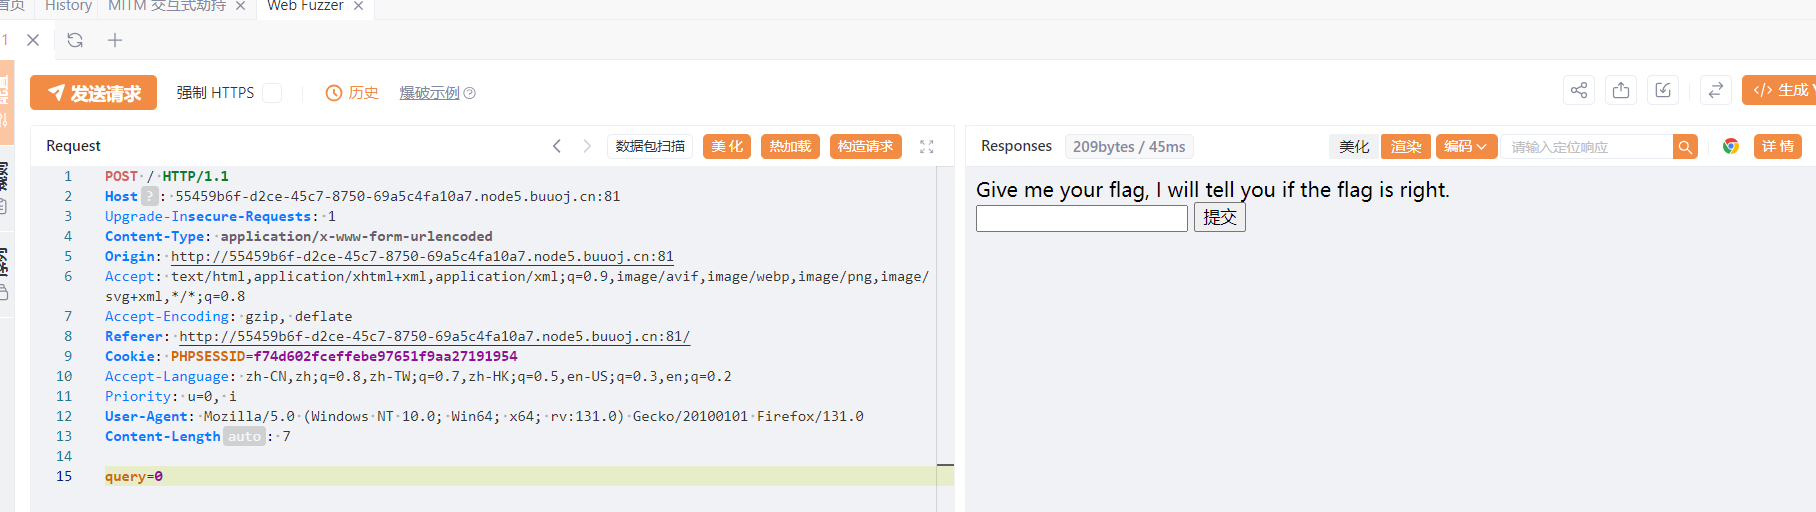 首页 History MITM 交互式劫持 Web Fuzzer
1
发送请求 强制 HTTPS 历史 爆破示例 生成
Request 数据包扫描 美化 热加载 构造请求
1 POST / HTTP/1.1
2 Host ? : 55459b6f-d2ce-45c7-8750-69a5c4fa10a7.node5.buuoj.cn:81
3 Upgrade-Insecure-Requests: 1
4 Content-Type: application/x-www-form-urlencoded
5 Origin: http://55459b6f-d2ce-45c7-8750-69a5c4fa10a7.node5.buuoj.cn:81
6 Accept: text/html,application/xhtml+xml,application/xml;q=0.9,image/avif,image/webp,image/png,image/
svg+xml,*/*;q=0.8
7 Accept-Encoding: gzip, deflate
8 Referer: http://55459b6f-d2ce-45c7-8750-69a5c4fa10a7.node5.buuoj.cn:81/
9 Cookie: PHPSESSID=f74d602fceffebe97651f9aa27191954
10 Accept-Language: zh-CN,zh;q=0.8,zh-TW;q=0.7,zh-HK;q=0.5,en-US;q=0.3,en;q=0.2
11 Priority: u=0, i
12 User-Agent: Mozilla/5.0 (Windows NT 10.0; Win64; x64; rv:131.0) Gecko/20100101 Firefox/131.0
13 Content-Length auto : 7
14
15 query=0
Responses 209bytes / 45ms 美化 渲染 编码 请输入定位响应 详情
Give me your flag, I will tell you if the flag is right.
提交